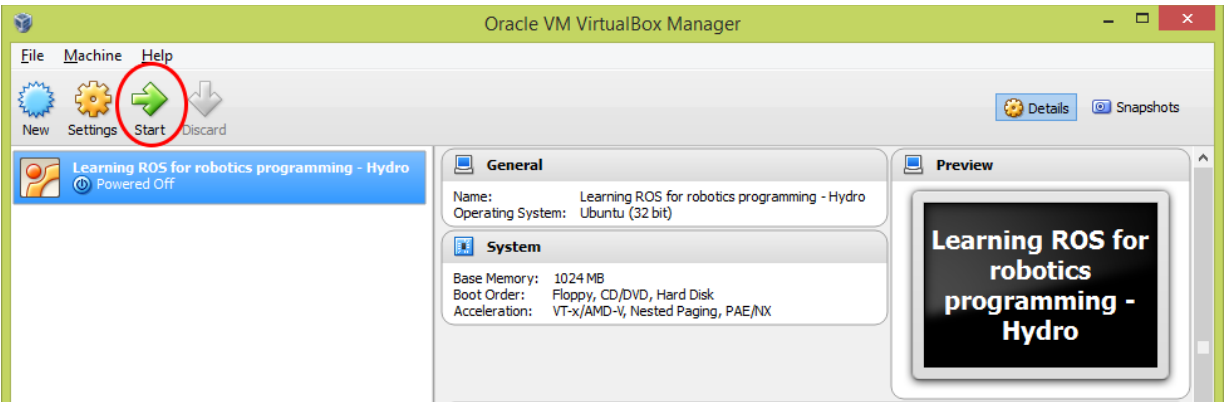 Oracle VM VirtualBox Manager
File Machine Help
New Settings Start Discard
Details Snapshots
Learning ROS for robotics programming - Hydro
Powered Off
General
Name: Learning ROS for robotics programming - Hydro
Operating System: Ubuntu (32 bit)
System
Base Memory: 1024 MB
Boot Order: Floppy, CD/DVD, Hard Disk
Acceleration: VT-x/AMD-V, Nested Paging, PAE/NX
Preview
Learning ROS for
robotics
programming -
Hydro